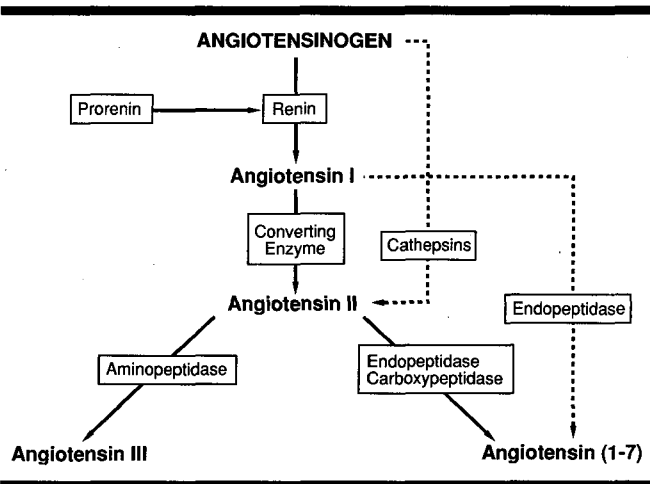 ANGIOTENSINOGEN
Prorenin
Renin
Angiotensin I
Converting
Enzyme
Cathepsins
Angiotensin II
Endopeptidase
Aminopeptidase
Endopeptidase
Carboxypeptidase
Angiotensin III
Angiotensin (1-7)